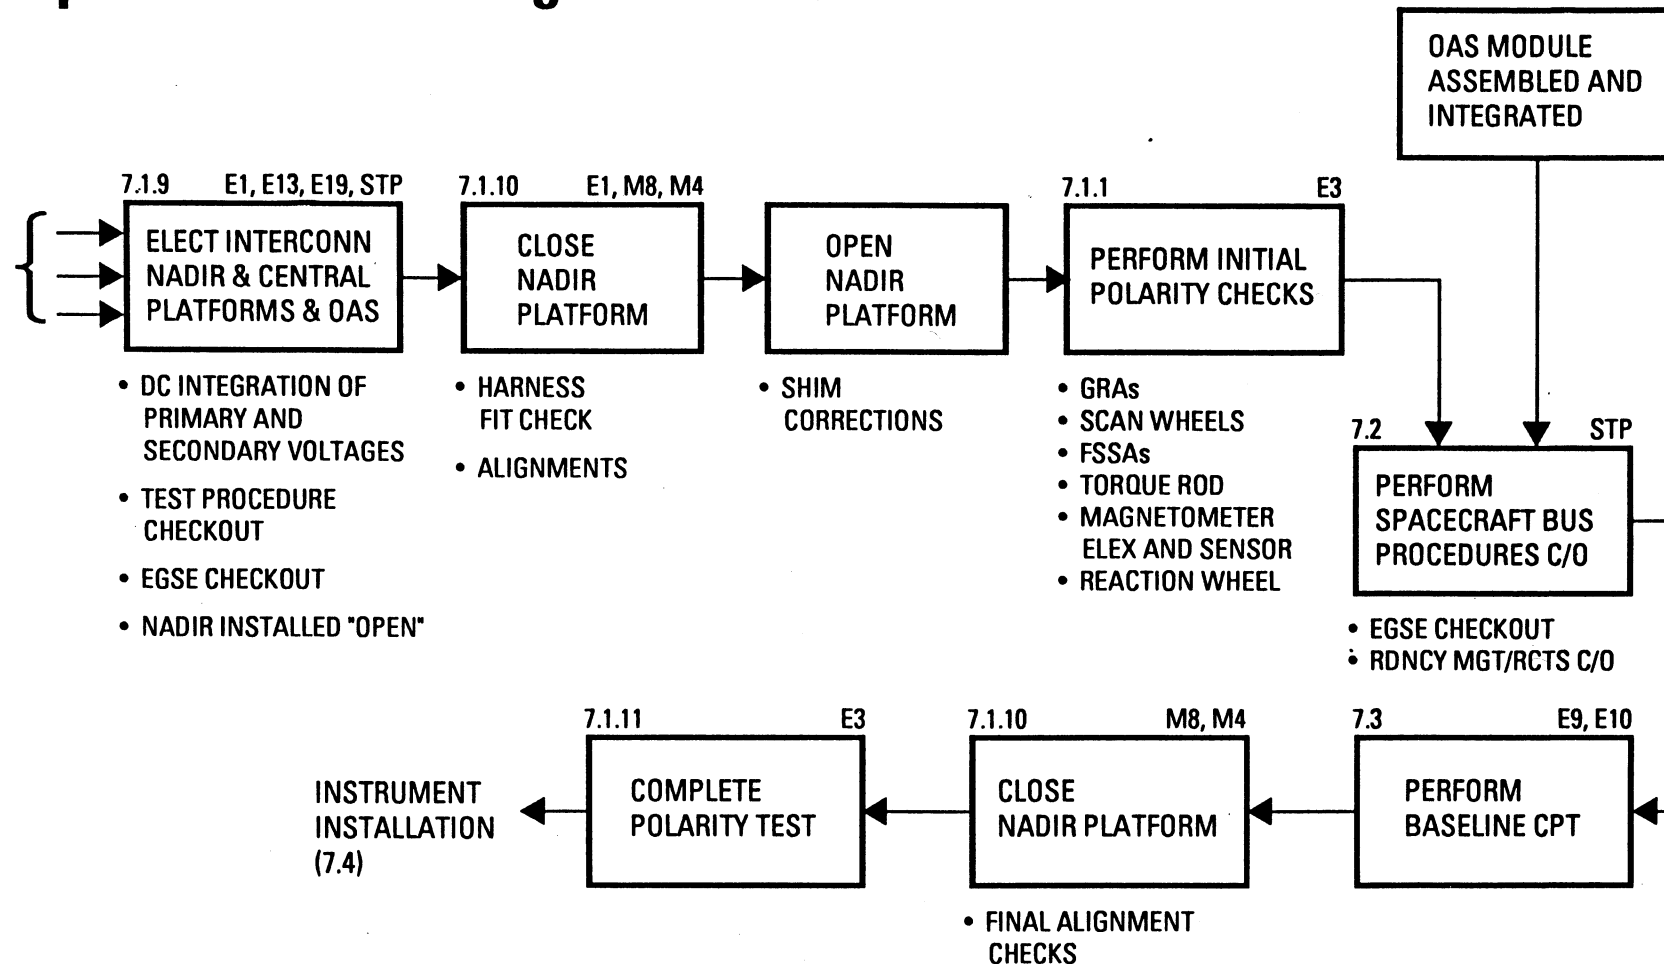 OAS MODULE
ASSEMBLED AND
INTEGRATED
7.1.9 E1, E13, E19, STP
ELECT INTERCONN
NADIR & CENTRAL
PLATFORMS & OAS
• DC INTEGRATION OF
PRIMARY AND
SECONDARY VOLTAGES
• TEST PROCEDURE
CHECKOUT
• EGSE CHECKOUT
• NADIR INSTALLED "OPEN"
7.1.10 E1, M8, M4
CLOSE
NADIR
PLATFORM
• HARNESS
FIT CHECK
• ALIGNMENTS
OPEN
NADIR
PLATFORM
• SHIM
CORRECTIONS
7.1.1 E3
PERFORM INITIAL
POLARITY CHECKS
• GRAs
• SCAN WHEELS
• FSSAs
• TORQUE ROD
• MAGNETOMETER
ELEX AND SENSOR
• REACTION WHEEL
7.2 STP
PERFORM
SPACECRAFT BUS
PROCEDURES C/O
• EGSE CHECKOUT
• RDNCY MGT/RCTS C/O
7.3 E9, E10
PERFORM
BASELINE CPT
7.1.10 M8, M4
CLOSE
NADIR PLATFORM
• FINAL ALIGNMENT
CHECKS
7.1.11 E3
COMPLETE
POLARITY TEST
INSTRUMENT
INSTALLATION
(7.4)